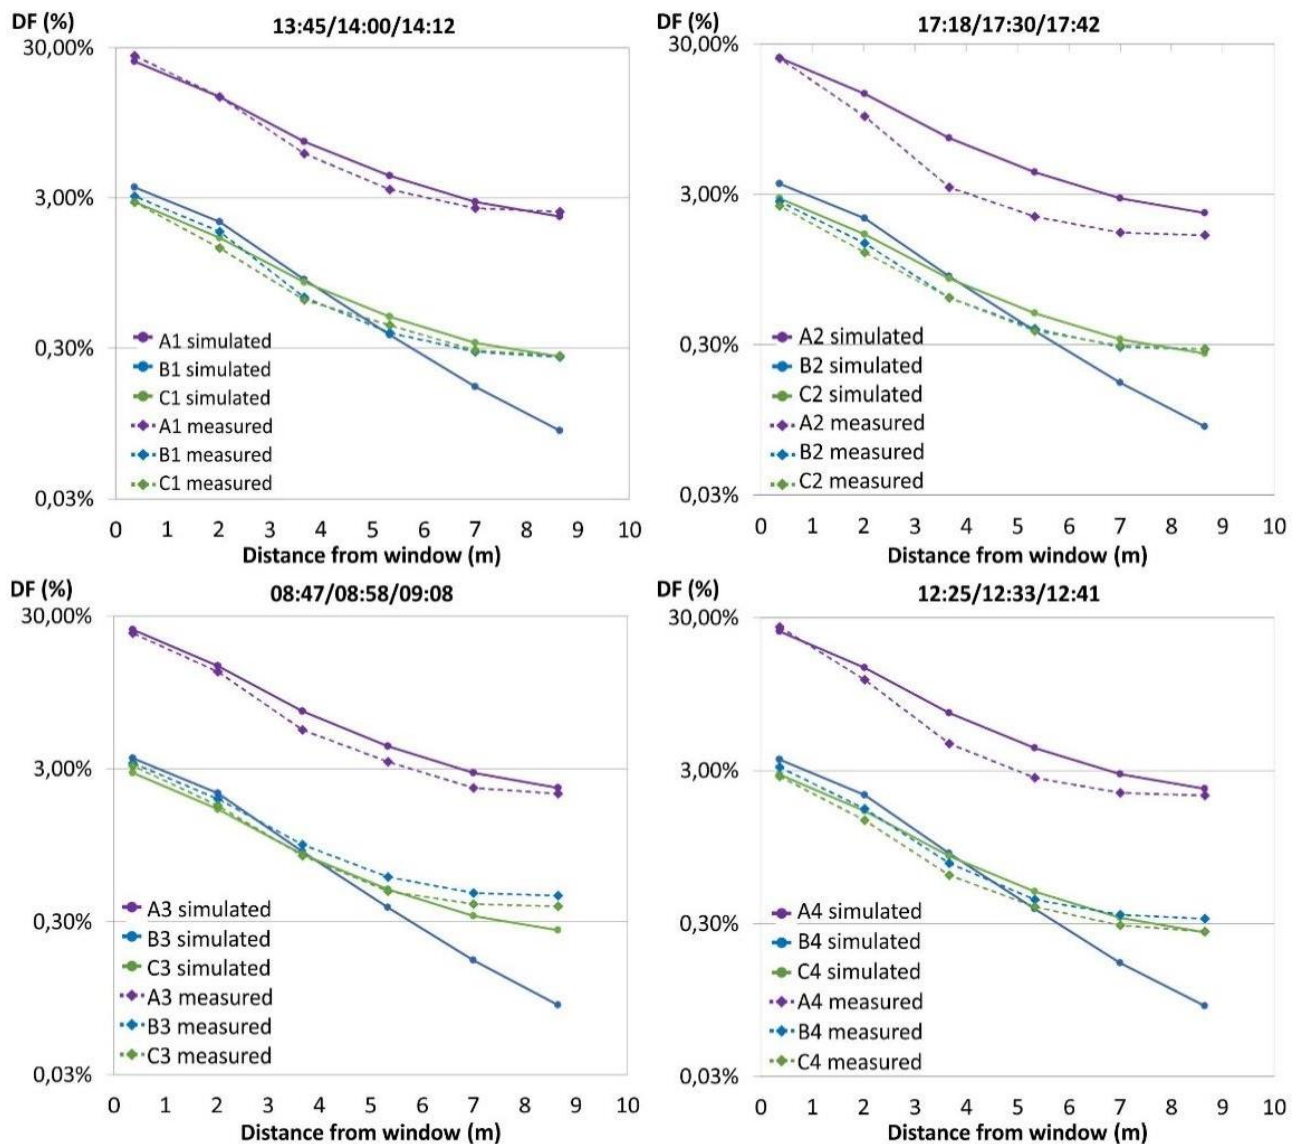 DF (%)
13:45/14:00/14:12
30,00%
3,00%
0,30%
0,03%
A1 simulated
B1 simulated
C1 simulated
A1 measured
B1 measured
C1 measured
0 1 2 3 4 5 6 7 8 9 10
Distance from window (m)
DF (%)
17:18/17:30/17:42
30,00%
3,00%
0,30%
0,03%
A2 simulated
B2 simulated
C2 simulated
A2 measured
B2 measured
C2 measured
0 1 2 3 4 5 6 7 8 9 10
Distance from window (m)
DF (%)
08:47/08:58/09:08
30,00%
3,00%
0,30%
0,03%
A3 simulated
B3 simulated
C3 simulated
A3 measured
B3 measured
C3 measured
0 1 2 3 4 5 6 7 8 9 10
Distance from window (m)
DF (%)
12:25/12:33/12:41
30,00%
3,00%
0,30%
0,03%
A4 simulated
B4 simulated
C4 simulated
A4 measured
B4 measured
C4 measured
0 1 2 3 4 5 6 7 8 9 10
Distance from window (m)